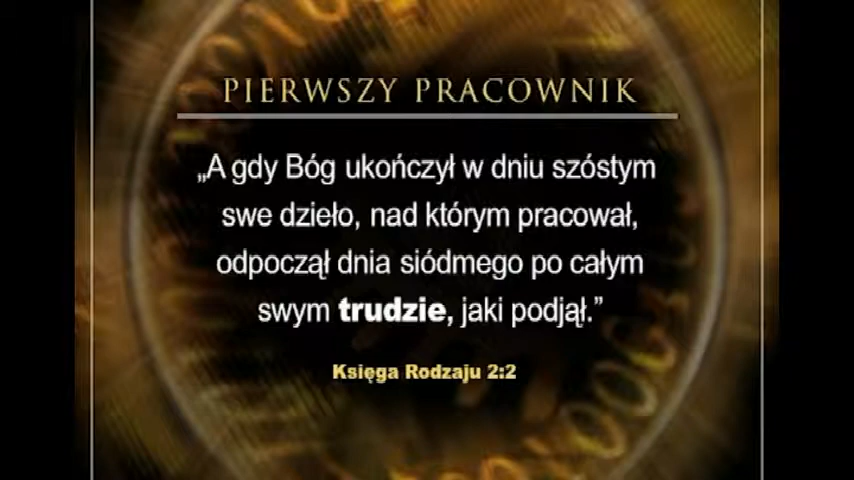 PIERWSZY PRACOWNIK
„A gdy Bóg ukończył w dniu szóstym
swe dzieło, nad którym pracował,
odpoczął dnia siódmego po całym
swym trudzie, jaki podjął.”
Księga Rodzaju 2:2